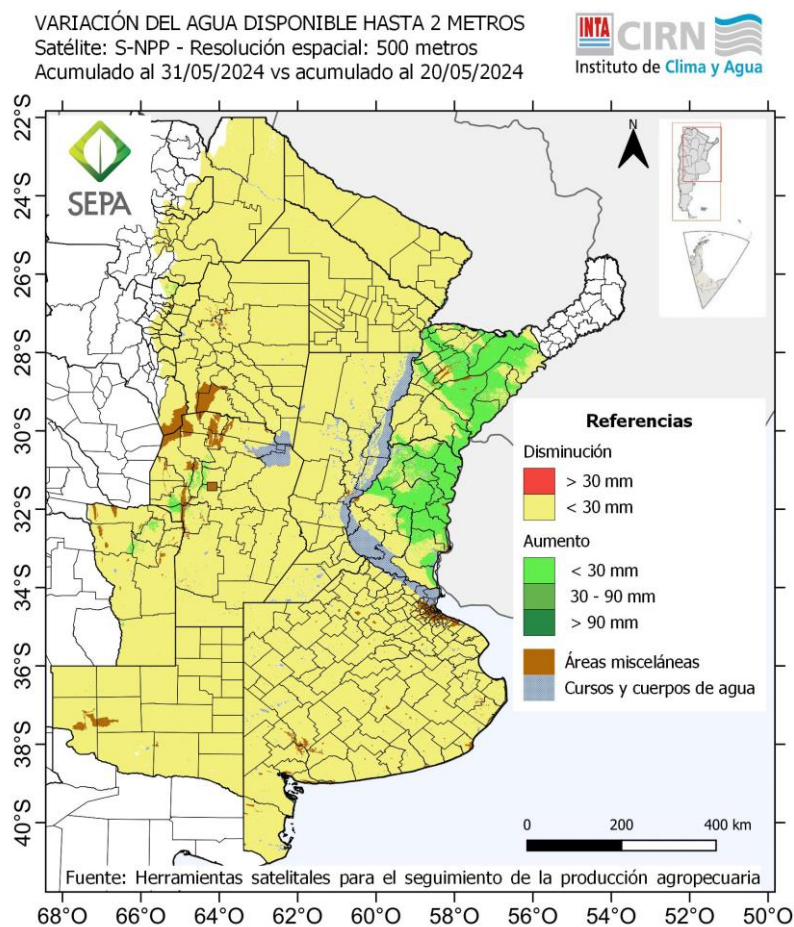 VARIACIÓN DEL AGUA DISPONIBLE HASTA 2 METROS
Satélite: S-NPP - Resolución espacial: 500 metros
Acumulado al 31/05/2024 vs acumulado al 20/05/2024
INTA CIRN
Instituto de Clima y Agua
SEPA
N
22°S
24°S
26°S
28°S
30°S
32°S
34°S
36°S
38°S
40°S
Referencias
Disminución
> 30 mm
< 30 mm
Aumento
< 30 mm
30 - 90 mm
> 90 mm
Áreas misceláneas
Cursos y cuerpos de agua
0 200 400 km
Fuente: Herramientas satelitales para el seguimiento de la producción agropecuaria
68°O 66°O 64°O 62°O 60°O 58°O 56°O 54°O 52°O 50°O